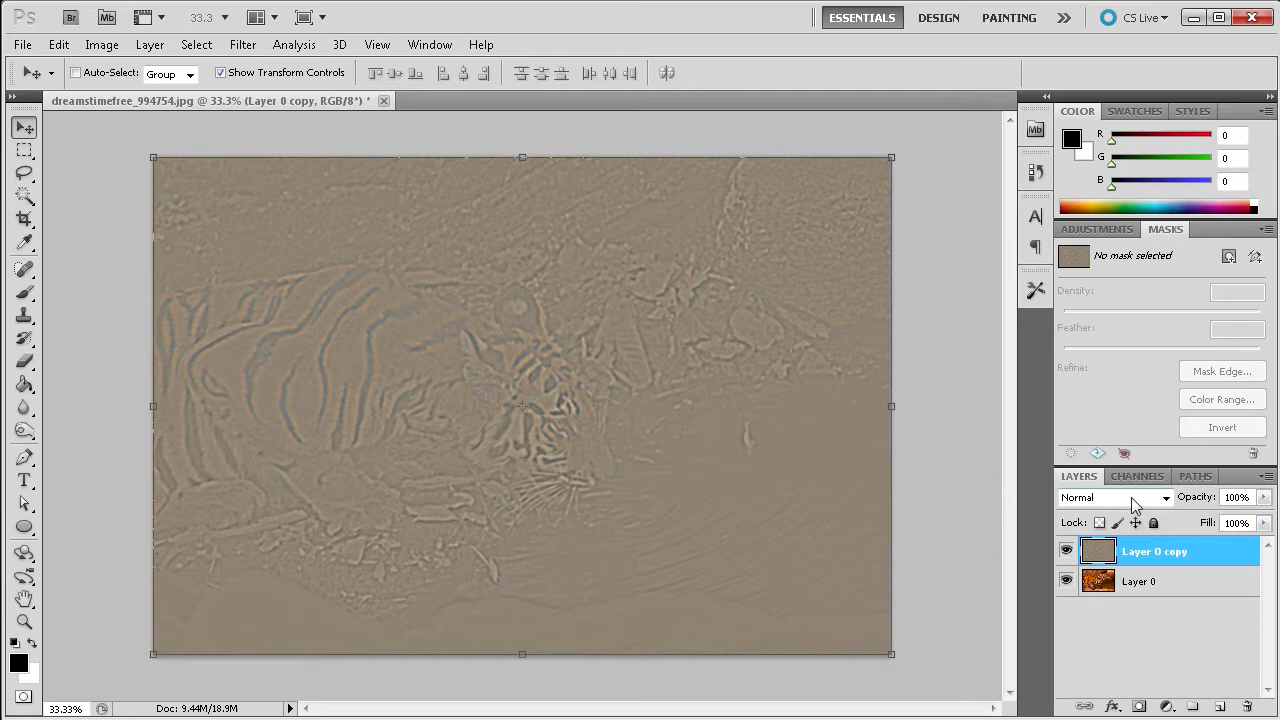 Ps Br Mb 33.3 ESSENTIALS DESIGN PAINTING CS Live
File Edit Image Layer Select Filter Analysis 3D View Window Help
Auto-Select: Group Show Transform Controls
dreamstimefree_994754.jpg @ 33.3% (Layer 0 copy, RGB/8*) *
COLOR SWATCHES STYLES
Mb
R 0
G 0
B 0
A
ADJUSTMENTS MASKS
No mask selected
Density:
Feather:
Refine: Mask Edge...
Color Range...
Invert
LAYERS CHANNELS PATHS
Normal Opacity: 100%
Lock: Fill: 100%
Layer 0 copy
Layer 0
T
33.33% Doc: 9.44M/18.9M
fx